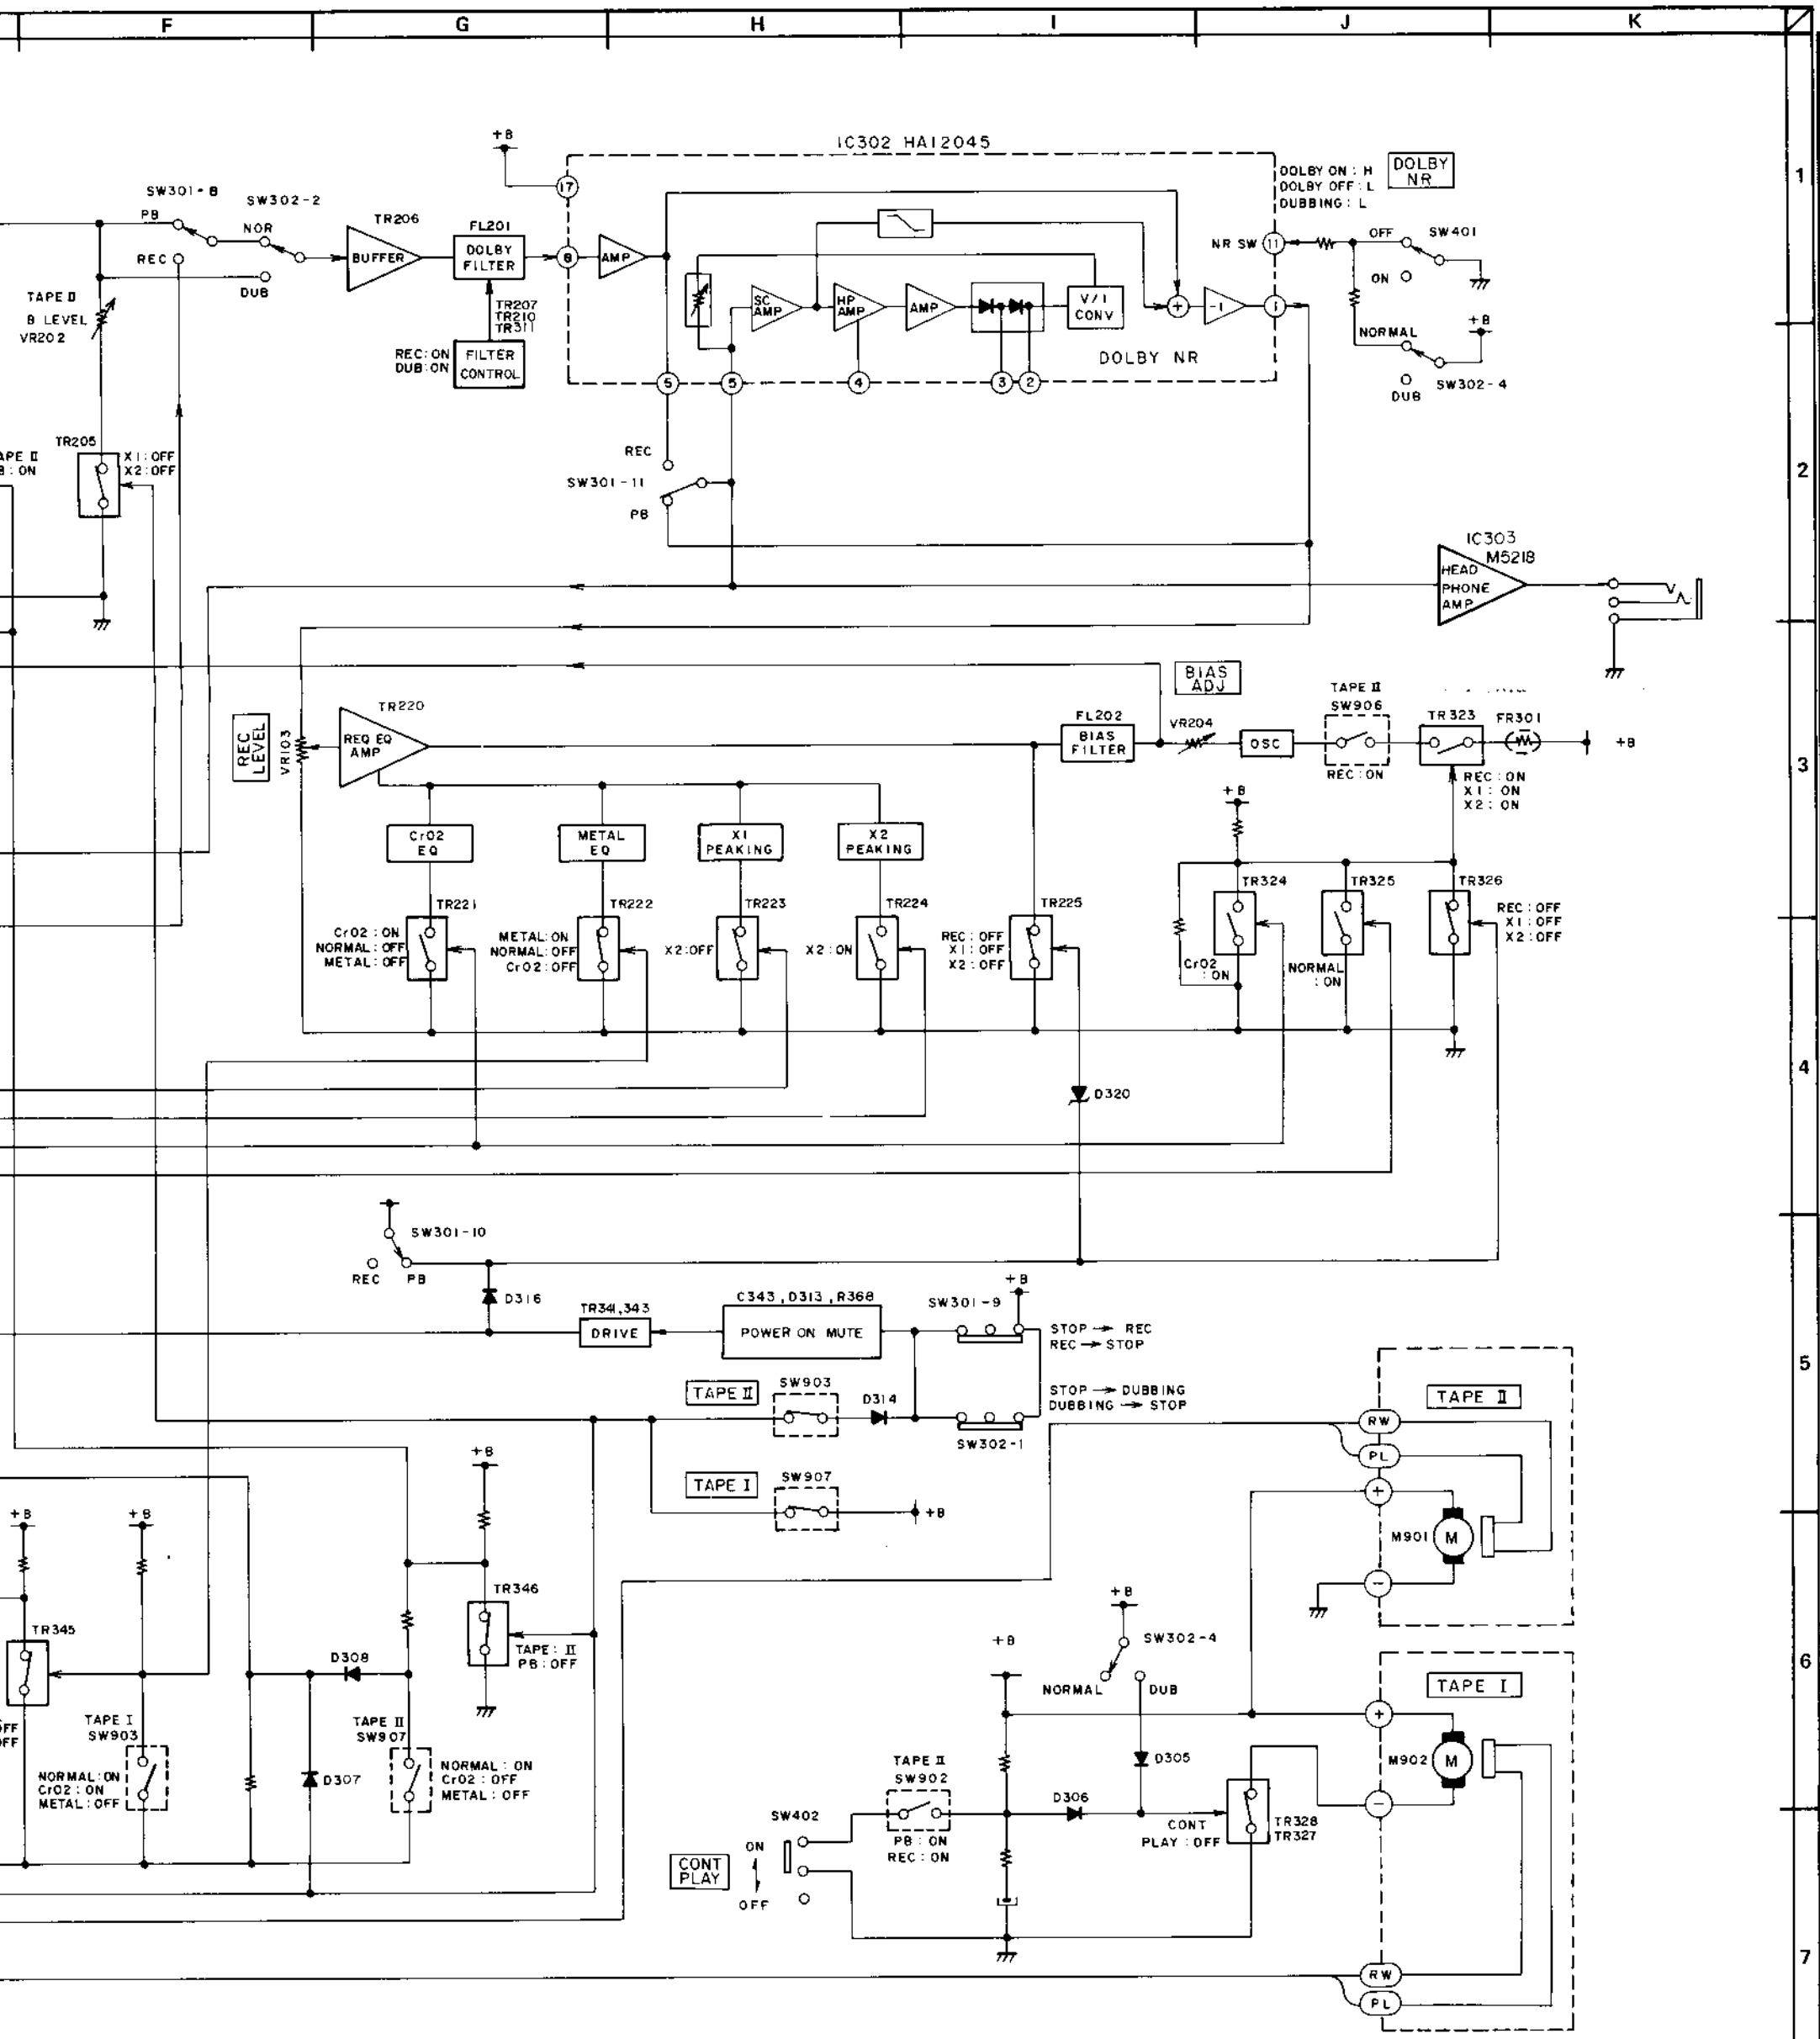 F G H I J K
1
2
3
4
5
6
7
+B
IC302 HA12045
DOLBY ON : H
DOLBY OFF : L
DUBBING : L
DOLBY
NR
SW301-8
SW302-2
PB
NOR
REC
DUB
TR206
BUFFER
FL201
DOLBY
FILTER
17
8
AMP
NR SW
11
OFF
SW401
ON
TAPE II
B LEVEL
VR202
TR207
TR210
TR311
REC:ON
DUB:ON
FILTER
CONTROL
SC
AMP
HP
AMP
AMP
V/I
CONV
+
-1
DOLBY NR
5
4
3
2
NORMAL
+B
SW302-4
DUB
APE II
B:ON
TR205
X1:OFF
X2:OFF
REC
SW301-11
PB
IC303
M5218
HEAD
PHONE
AMP
REC
LEVEL
VR103
TR220
REQ EQ
AMP
FL202
BIAS
FILTER
BIAS
ADJ
VR204
OSC
TAPE II
SW906
REC:ON
TR323
FR301
+B
REC:ON
X1:ON
X2:ON
CrO2
EQ
METAL
EQ
X1
PEAKING
X2
PEAKING
+B
TR221
CrO2:ON
NORMAL:OFF
METAL:OFF
TR222
METAL:ON
NORMAL:OFF
CrO2:OFF
TR223
X2:OFF
TR224
X2:ON
TR225
REC:OFF
X1:OFF
X2:OFF
TR324
CrO2
:ON
TR325
NORMAL
:ON
TR326
REC:OFF
X1:OFF
X2:OFF
D320
SW301-10
REC
PB
D316
TR341,343
DRIVE
C343, D313, R368
POWER ON MUTE
SW301-9
+B
STOP → REC
REC → STOP
TAPE II
SW903
D314
STOP → DUBBING
DUBBING → STOP
SW302-1
TAPE I
SW907
+B
TAPE II
RW
PL
+
M901
M
-
+B
+B
+B
TR345
TR346
TAPE:II
PB:OFF
D308
OFF
OFF
TAPE I
SW903
NORMAL:ON
CrO2:ON
METAL:OFF
D307
TAPE II
SW907
NORMAL:ON
CrO2:OFF
METAL:OFF
+B
+B
SW302-4
NORMAL
DUB
D305
TAPE II
SW902
PB:ON
REC:ON
D306
CONT
PLAY:OFF
TR328
TR327
SW402
CONT
PLAY
ON
OFF
TAPE I
+
M902
M
-
RW
PL